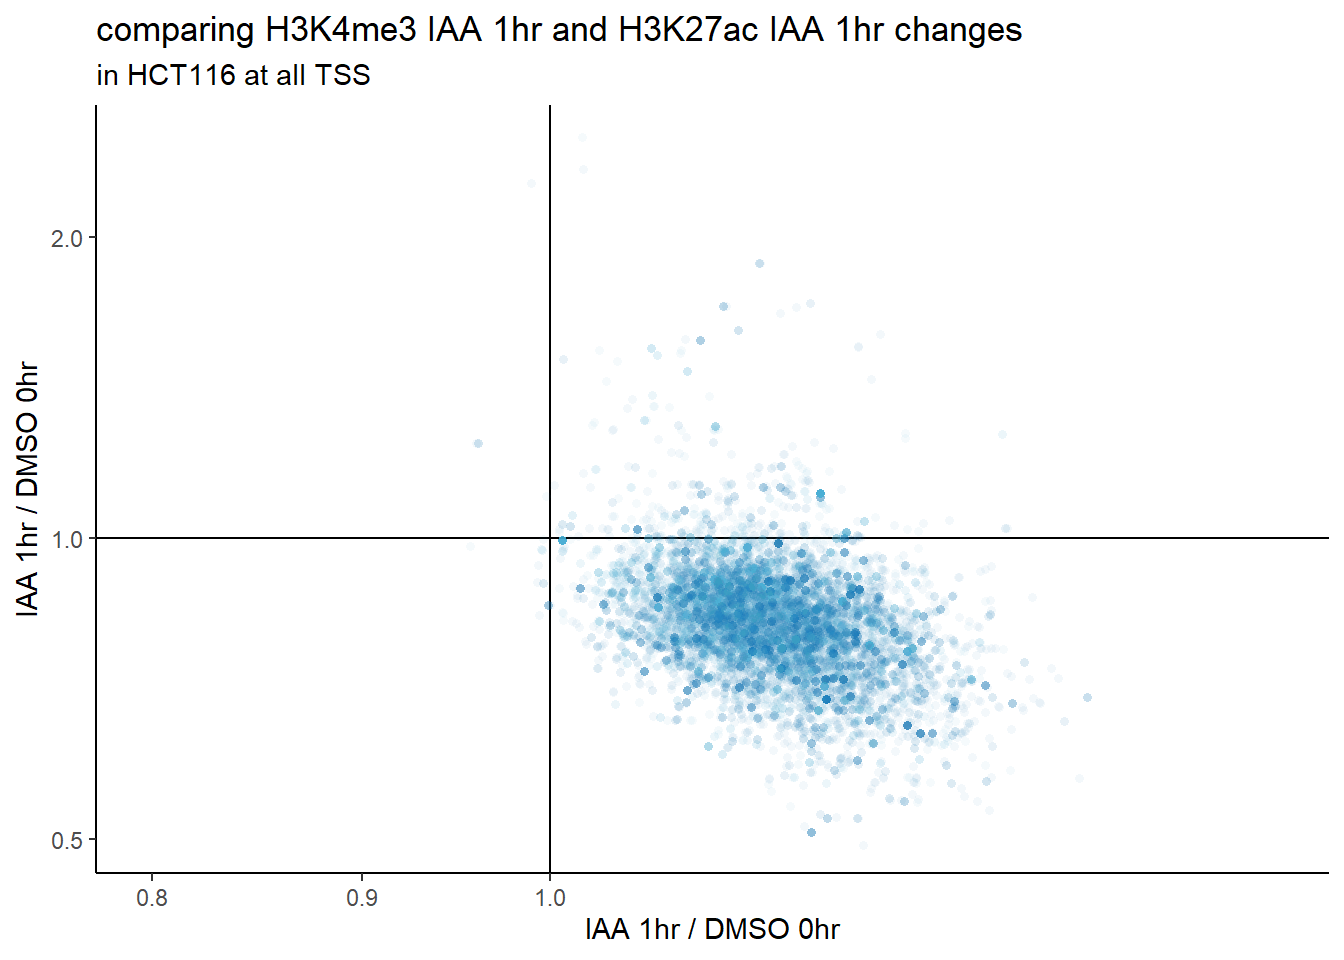 comparing H3K4me3 IAA 1hr and H3K27ac IAA 1hr changes
in HCT116 at all TSS
IAA 1hr / DMSO 0hr
2.0
1.0
0.5
0.8
0.9
1.0
IAA 1hr / DMSO 0hr